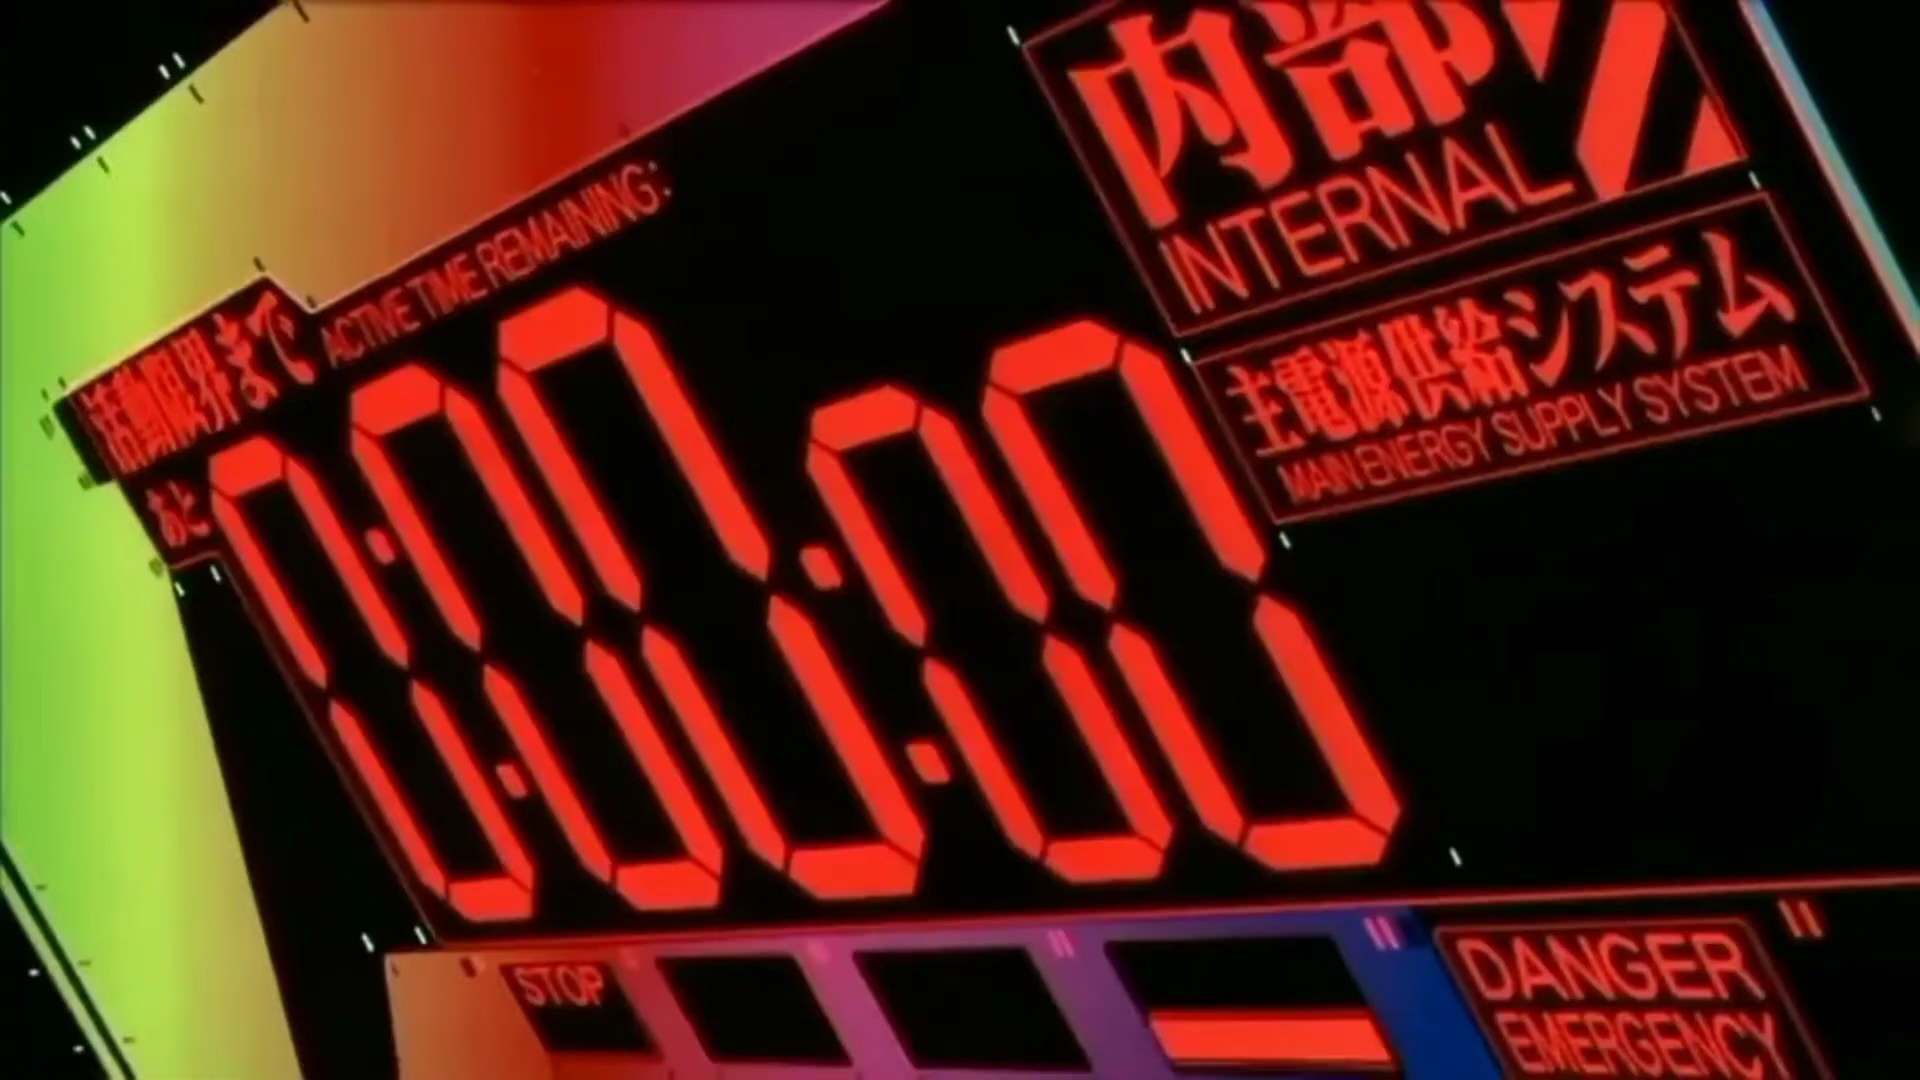 内部
INTERNAL
主電源供給システム
MAIN ENERGY SUPPLY SYSTEM
活動限界まで
ACTIVE TIME REMAINING:
あと
0:00:00
STOP
DANGER
EMERGENCY